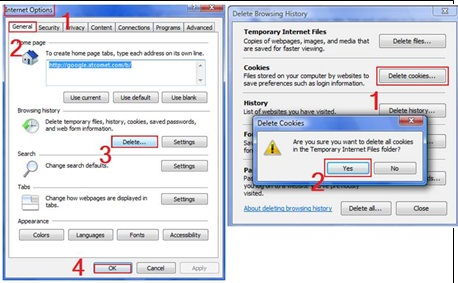 Internet Options
1
General Security Privacy Content Connections Programs Advanced
2
Home page
To create home page tabs, type each address on its own line.
http://google.atcomet.com/b/
Use current Use default Use blank
Browsing history
Delete temporary files, history, cookies, saved passwords,
and web form information.
Delete... Settings
3
Search
Change search defaults. Settings
Tabs
Change how webpages are displayed in
tabs. Settings
Appearance
Colors Languages Fonts Accessibility
4
OK Cancel Apply
Delete Browsing History
Temporary Internet Files
Copies of webpages, images, and media that
are saved for faster viewing.
Delete files...
Cookies
Files stored on your computer by websites to
save preferences such as login information.
Delete cookies...
1
History
List of websites you have visited.
Delete history...
Delete Cookies
Are you sure you want to delete all cookies
in the Temporary Internet Files folder?
Yes No
2
About deleting browsing history Delete all... Close